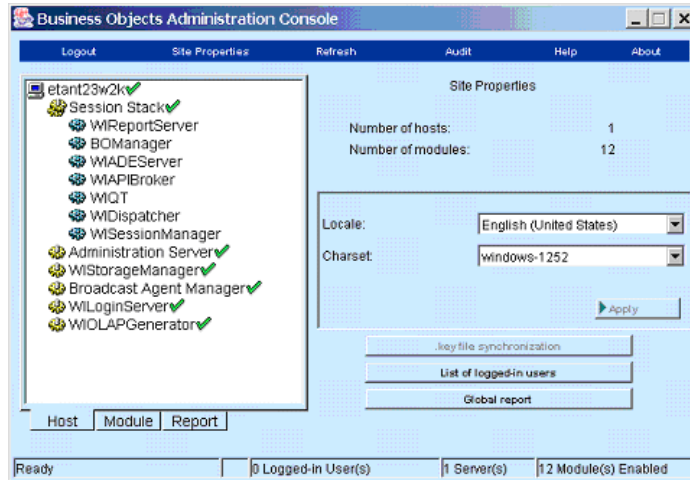 Business Objects Administration Console
Logout Site Properties Refresh Audit Help About
etant23w2k
Session Stack
WIReportServer
BOManager
WIADEServer
WIAPIBroker
WIQT
WIDispatcher
WISessionManager
Administration Server
WIStorageManager
Broadcast Agent Manager
WILoginServer
WIOLAPGenerator
Host Module Report
Site Properties
Number of hosts: 1
Number of modules: 12
Locale: English (United States)
Charset: windows-1252
Apply
.key file synchronization
List of logged-in users
Global report
Ready 0 Logged-in User(s) 1 Server(s) 12 Module(s) Enabled